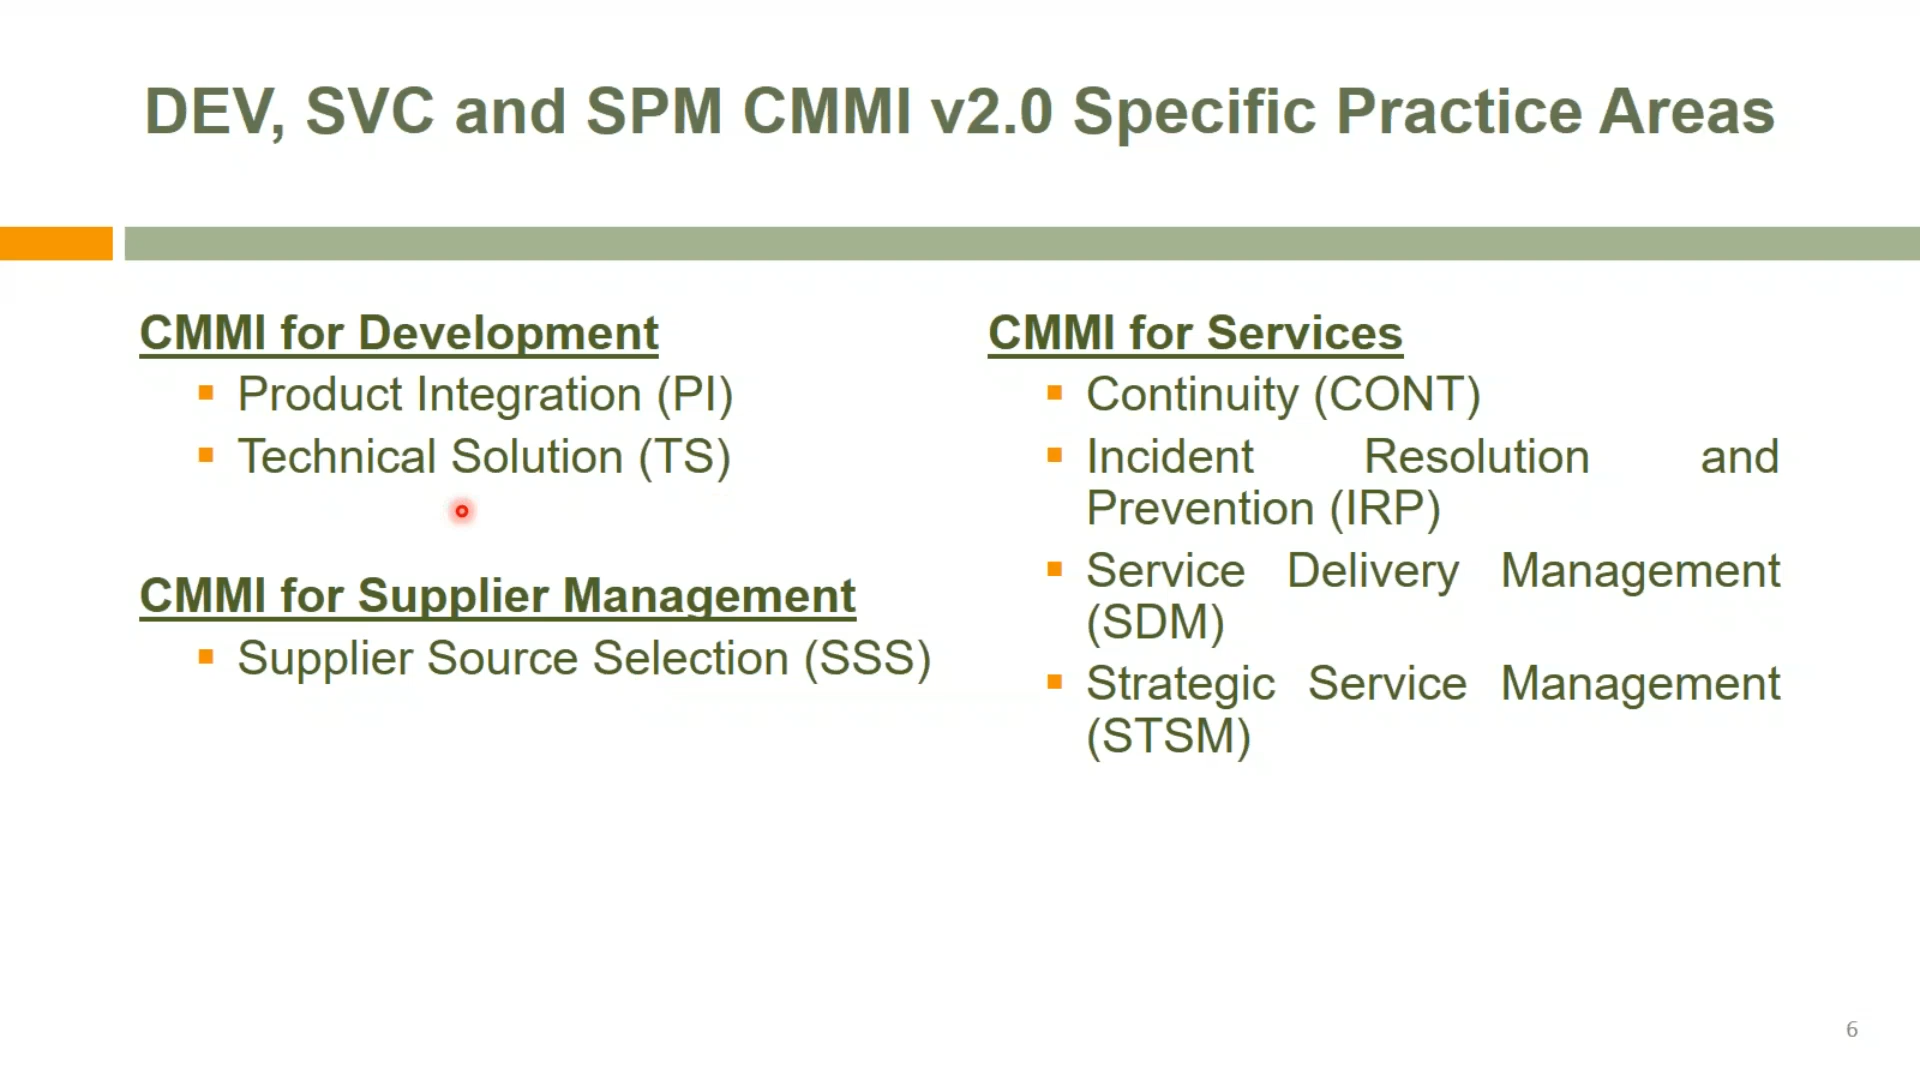 DEV, SVC and SPM CMMI v2.0 Specific Practice Areas
CMMI for Development
Product Integration (PI)
Technical Solution (TS)
CMMI for Supplier Management
Supplier Source Selection (SSS)
CMMI for Services
Continuity (CONT)
Incident Resolution and
Prevention (IRP)
Service Delivery Management
(SDM)
Strategic Service Management
(STSM)
6